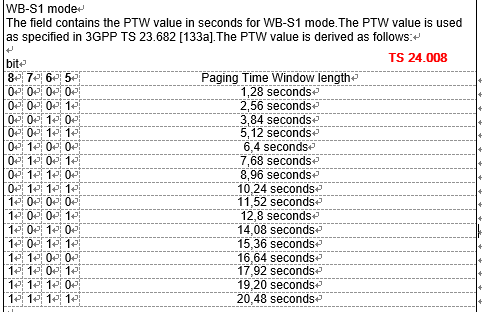 WB-S1 mode
The field contains the PTW value in seconds for WB-S1 mode.The PTW value is used
as specified in 3GPP TS 23.682 [133a].The PTW value is derived as follows:
TS 24.008
bit
8 7 6 5 Paging Time Window length
0 0 0 0 1,28 seconds
0 0 0 1 2,56 seconds
0 0 1 0 3,84 seconds
0 0 1 1 5,12 seconds
0 1 0 0 6,4 seconds
0 1 0 1 7,68 seconds
0 1 1 0 8,96 seconds
0 1 1 1 10,24 seconds
1 0 0 0 11,52 seconds
1 0 0 1 12,8 seconds
1 0 1 0 14,08 seconds
1 0 1 1 15,36 seconds
1 1 0 0 16,64 seconds
1 1 0 1 17,92 seconds
1 1 1 0 19,20 seconds
1 1 1 1 20,48 seconds